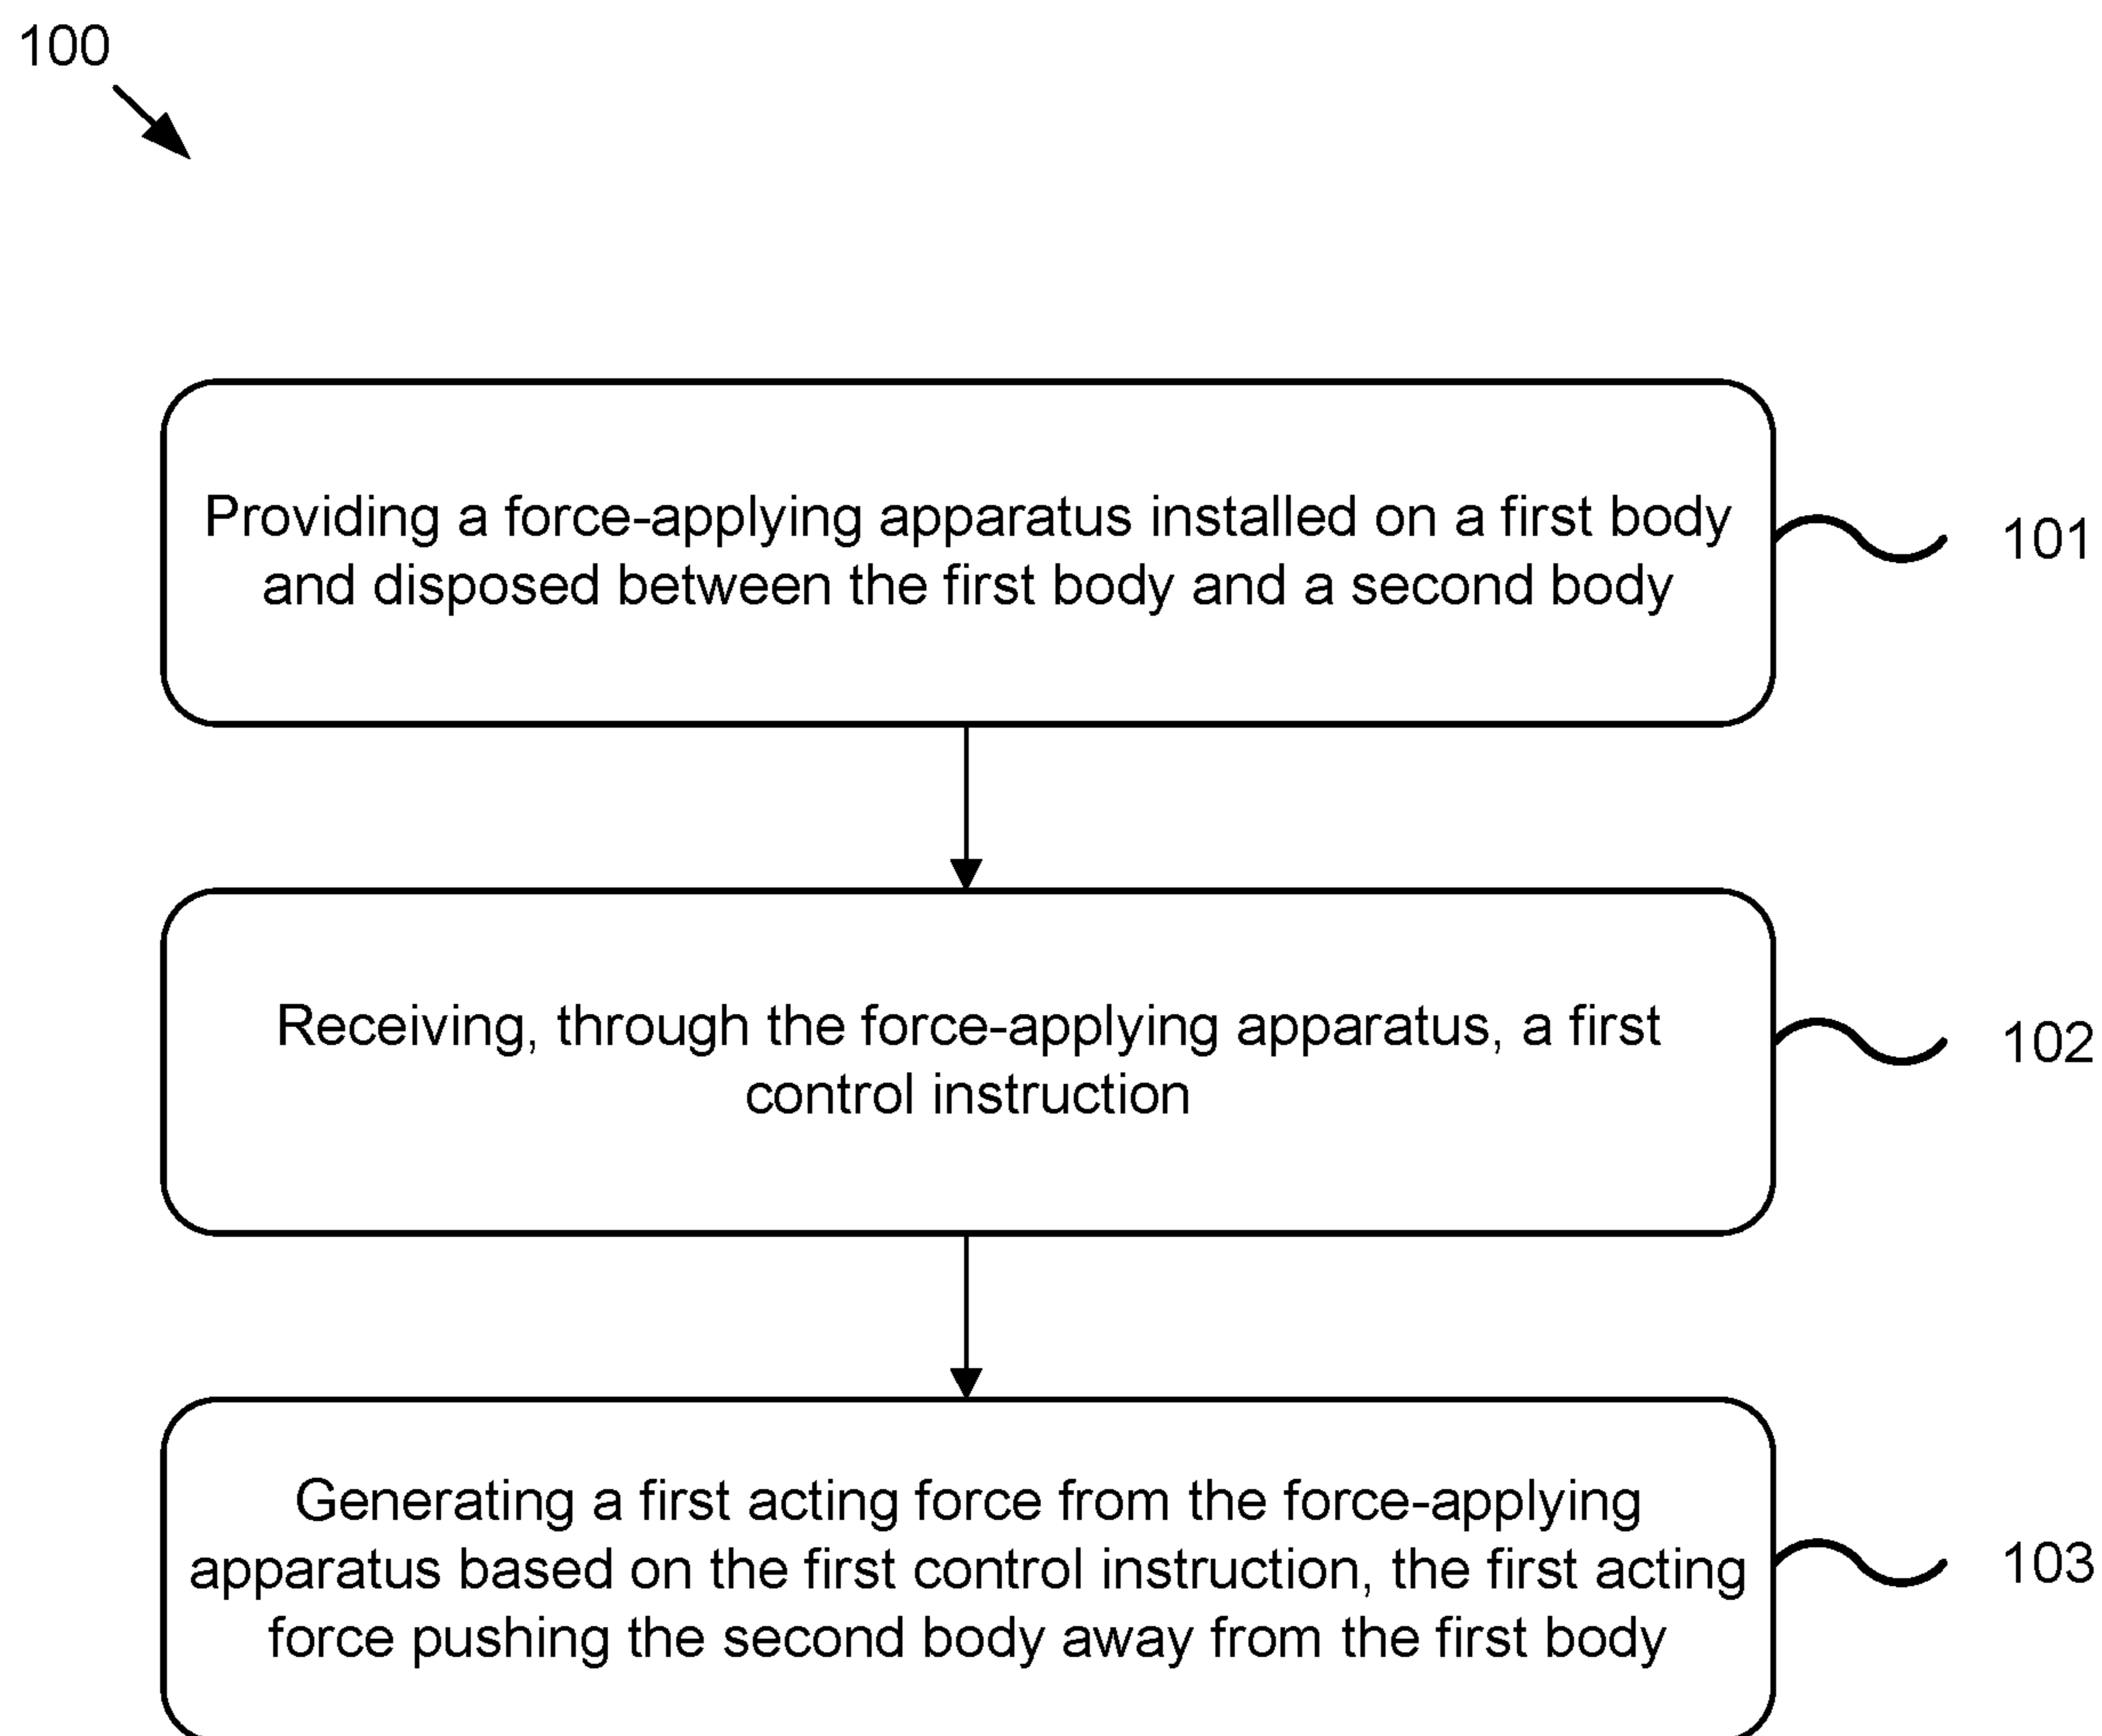 100
Providing a force-applying apparatus installed on a first body
and disposed between the first body and a second body
101
Receiving, through the force-applying apparatus, a first
control instruction
102
Generating a first acting force from the force-applying
apparatus based on the first control instruction, the first acting
force pushing the second body away from the first body
103